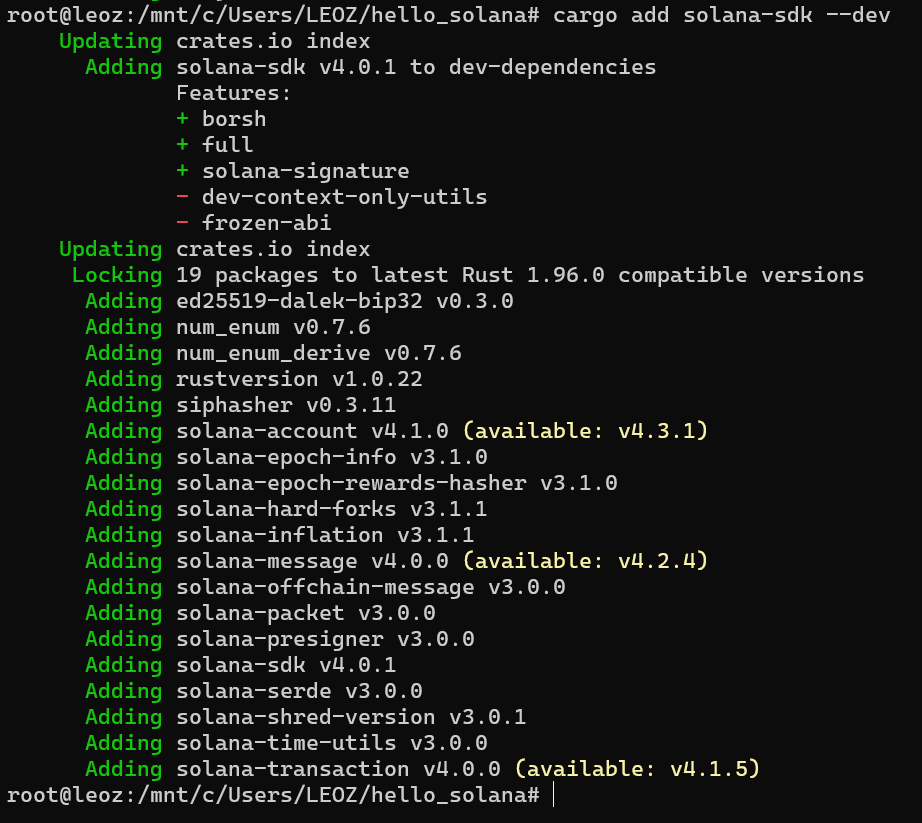 root@leoz:/mnt/c/Users/LEOZ/hello_solana# cargo add solana-sdk --dev
Updating crates.io index
Adding solana-sdk v4.0.1 to dev-dependencies
Features:
+ borsh
+ full
+ solana-signature
- dev-context-only-utils
- frozen-abi
Updating crates.io index
Locking 19 packages to latest Rust 1.96.0 compatible versions
Adding ed25519-dalek-bip32 v0.3.0
Adding num_enum v0.7.6
Adding num_enum_derive v0.7.6
Adding rustversion v1.0.22
Adding siphasher v0.3.11
Adding solana-account v4.1.0 (available: v4.3.1)
Adding solana-epoch-info v3.1.0
Adding solana-epoch-rewards-hasher v3.1.0
Adding solana-hard-forks v3.1.1
Adding solana-inflation v3.1.1
Adding solana-message v4.0.0 (available: v4.2.4)
Adding solana-offchain-message v3.0.0
Adding solana-packet v3.0.0
Adding solana-presigner v3.0.0
Adding solana-sdk v4.0.1
Adding solana-serde v3.0.0
Adding solana-shred-version v3.0.1
Adding solana-time-utils v3.0.0
Adding solana-transaction v4.0.0 (available: v4.1.5)
root@leoz:/mnt/c/Users/LEOZ/hello_solana#